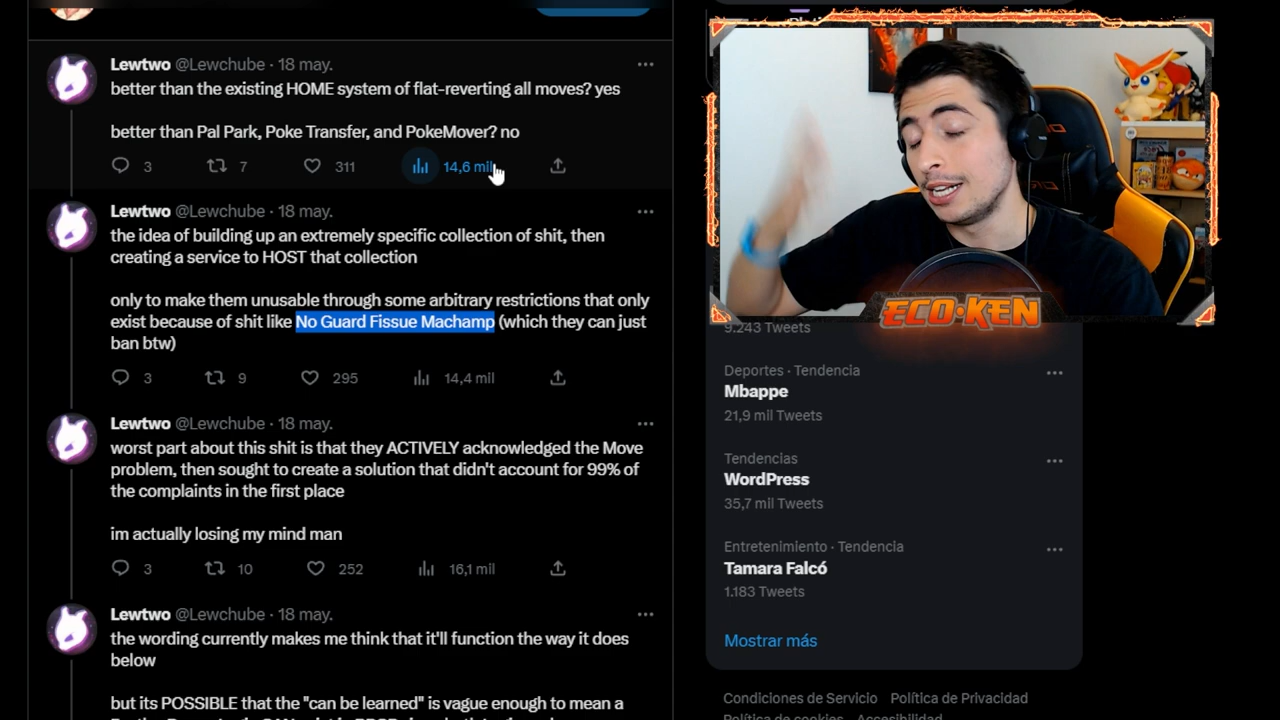 Lewtwo @Lewchube · 18 may.
better than the existing HOME system of flat-reverting all moves? yes
better than Pal Park, Poke Transfer, and PokeMover? no
3 7 311 14,6 mil
Lewtwo @Lewchube · 18 may.
the idea of building up an extremely specific collection of shit, then
creating a service to HOST that collection
only to make them unusable through some arbitrary restrictions that only
exist because of shit like No Guard Fissue Machamp (which they can just
ban btw)
3 9 295 14,4 mil
Lewtwo @Lewchube · 18 may.
worst part about this shit is that they ACTIVELY acknowledged the Move
problem, then sought to create a solution that didn't account for 99% of
the complaints in the first place
im actually losing my mind man
3 10 252 16,1 mil
Lewtwo @Lewchube · 18 may.
the wording currently makes me think that it'll function the way it does
below
but its POSSIBLE that the "can be learned" is vague enough to mean a
ECO·KEN
9.243 Tweets
Deportes · Tendencia
Mbappe
21,9 mil Tweets
Tendencias
WordPress
35,7 mil Tweets
Entretenimiento · Tendencia
Tamara Falcó
1.183 Tweets
Mostrar más
Condiciones de Servicio Política de Privacidad
Política de cookies Accesibilidad